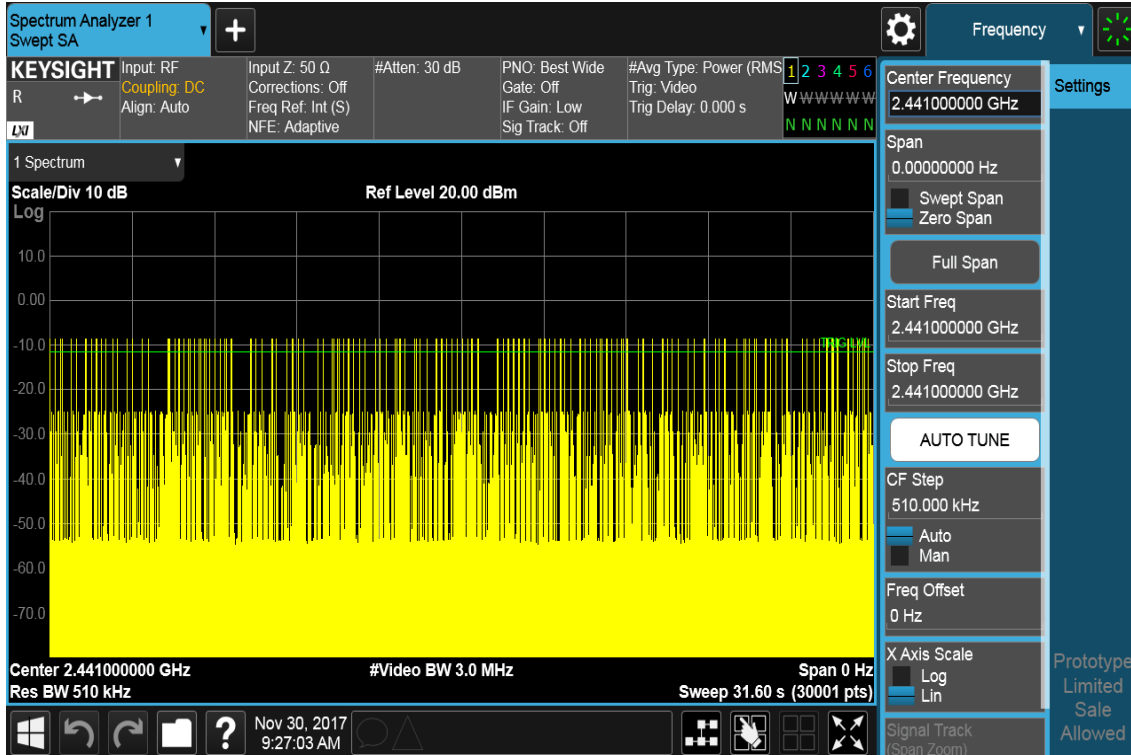 Spectrum Analyzer 1
Swept SA
Frequency
KEYSIGHT
R
LXI
Input: RF
Coupling: DC
Align: Auto
Input Z: 50 Ω
Corrections: Off
Freq Ref: Int (S)
NFE: Adaptive
#Atten: 30 dB
PNO: Best Wide
Gate: Off
IF Gain: Low
Sig Track: Off
#Avg Type: Power (RMS
Trig: Video
Trig Delay: 0.000 s
1 2 3 4 5 6
W W W W W W
N N N N N N
1 Spectrum
Scale/Div 10 dB
Ref Level 20.00 dBm
Log
10.0
0.00
-10.0
-20.0
-30.0
-40.0
-50.0
-60.0
-70.0
TRIG LVL
Center 2.441000000 GHz
#Video BW 3.0 MHz
Span 0 Hz
Res BW 510 kHz
Sweep 31.60 s (30001 pts)
Nov 30, 2017
9:27:03 AM
?
Center Frequency
2.441000000 GHz
Settings
Span
0.00000000 Hz
Swept Span
Zero Span
Full Span
Start Freq
2.441000000 GHz
Stop Freq
2.441000000 GHz
AUTO TUNE
CF Step
510.000 kHz
Auto
Man
Freq Offset
0 Hz
X Axis Scale
Log
Lin
Signal Track
(Span Zoom)
Prototype
Limited
Sale
Allowed